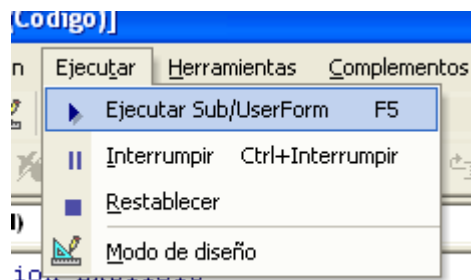 (Codigo)]
n Ejecutar Herramientas Complementos
Ejecutar Sub/UserForm F5
Interrumpir Ctrl+Interrumpir
Restablecer
l)
Modo de diseño